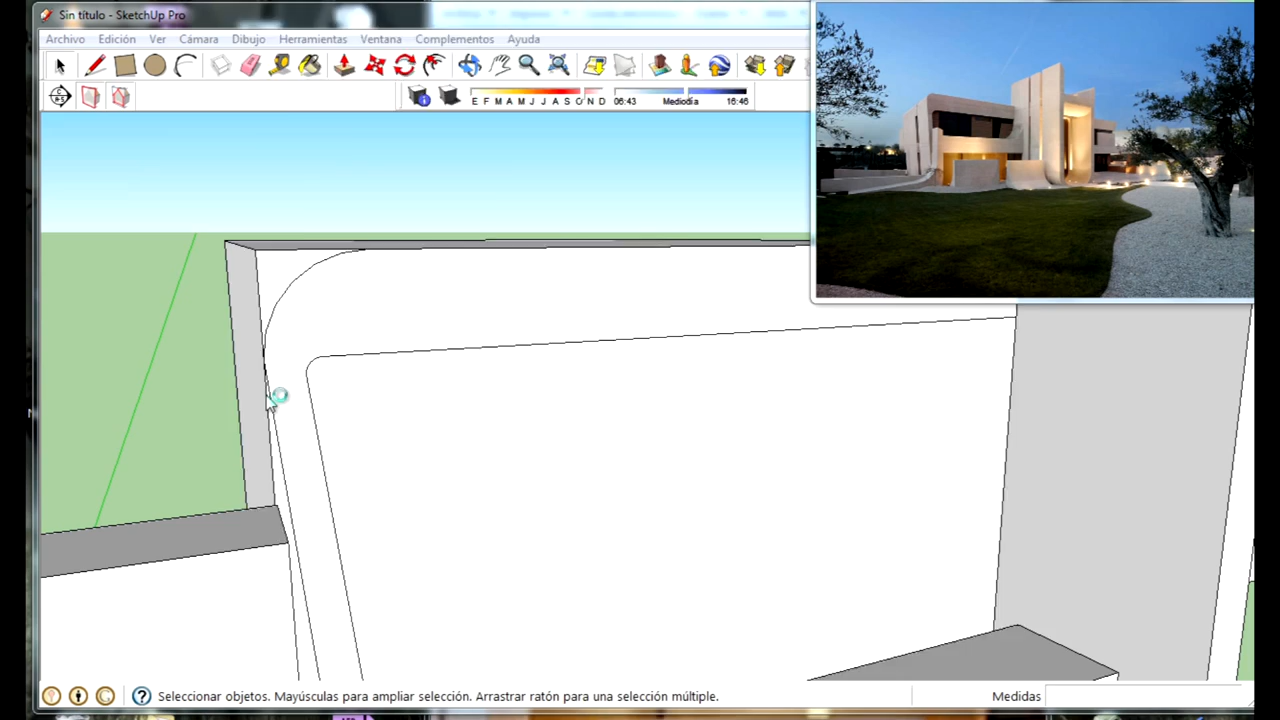 Sin título - SketchUp Pro
Archivo Edición Ver Cámara Dibujo Herramientas Ventana Complementos Ayuda
E F M A M J J A S O N D 06:43 Mediodía 16:46
Seleccionar objetos. Mayúsculas para ampliar selección. Arrastrar ratón para una selección múltiple. Medidas